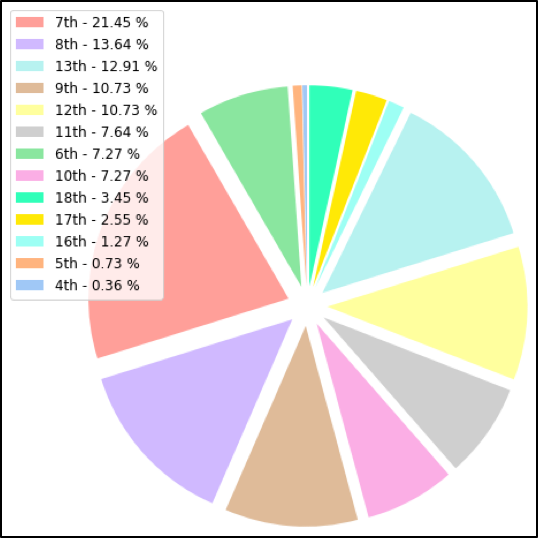 7th - 21.45 %
8th - 13.64 %
13th - 12.91 %
9th - 10.73 %
12th - 10.73 %
11th - 7.64 %
6th - 7.27 %
10th - 7.27 %
18th - 3.45 %
17th - 2.55 %
16th - 1.27 %
5th - 0.73 %
4th - 0.36 %